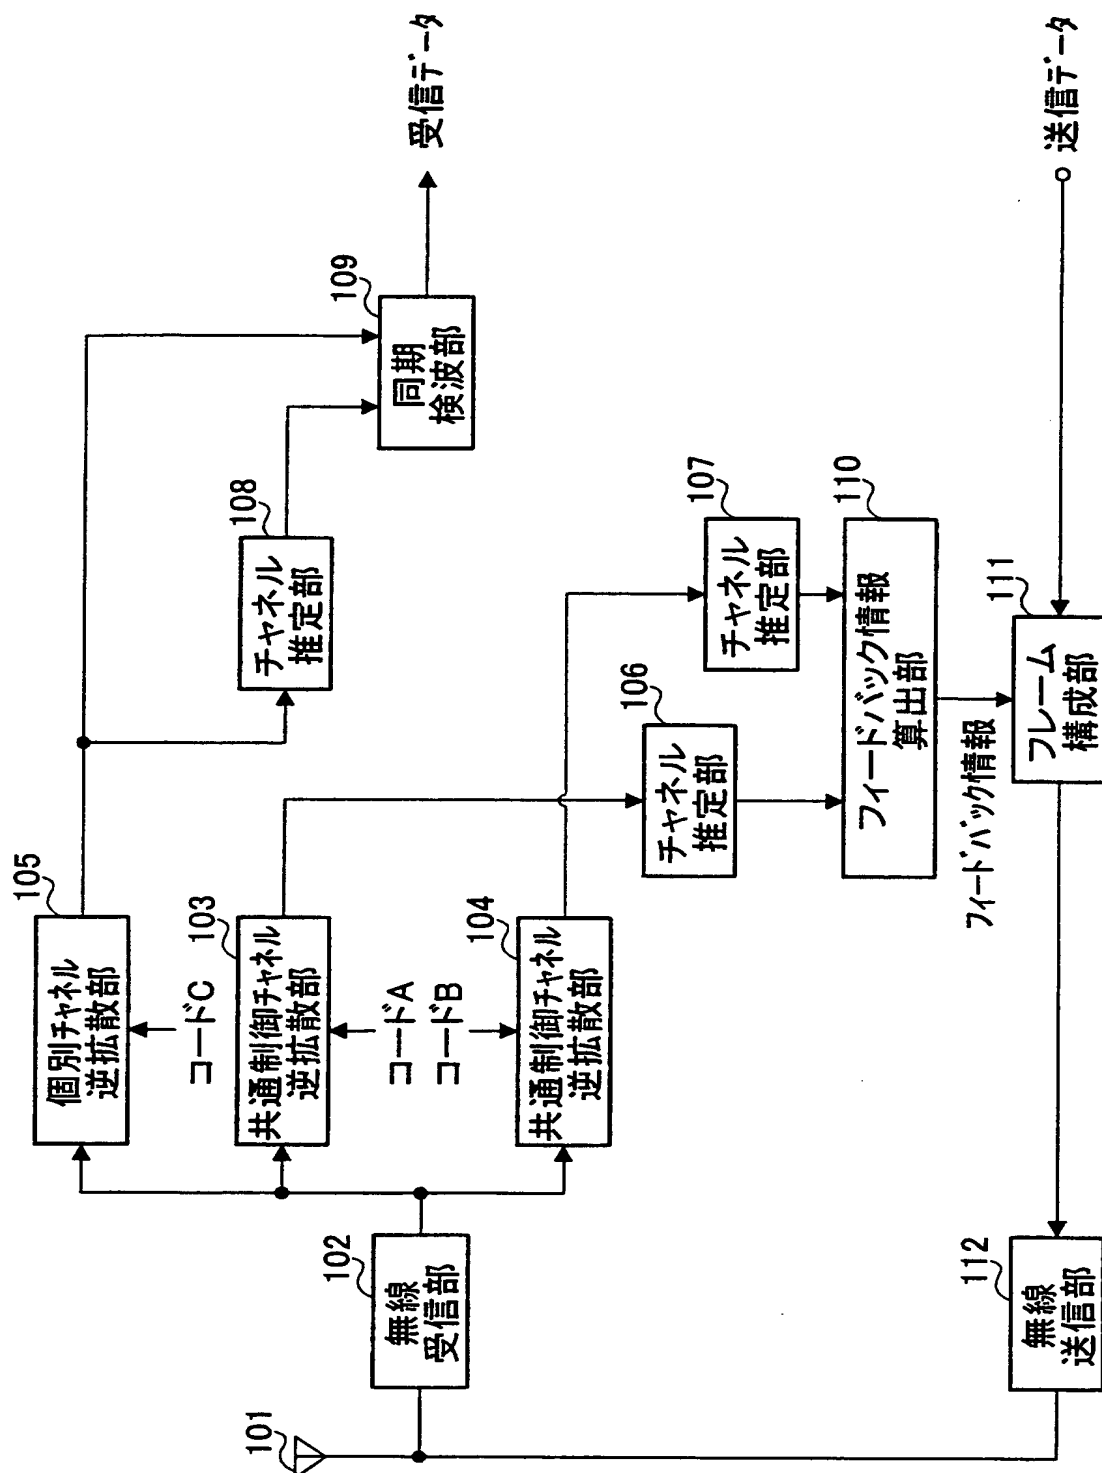 101
102
無線
受信部
105
個別チャネル
逆拡散部
コードC
103
共通制御チャネル
逆拡散部
コードA
コードB
104
共通制御チャネル
逆拡散部
108
チャネル
推定部
109
同期
検波部
受信データ
106
チャネル
推定部
107
チャネル
推定部
110
フィードバック情報
算出部
フィードバック情報
111
フレーム
構成部
送信データ
112
無線
送信部